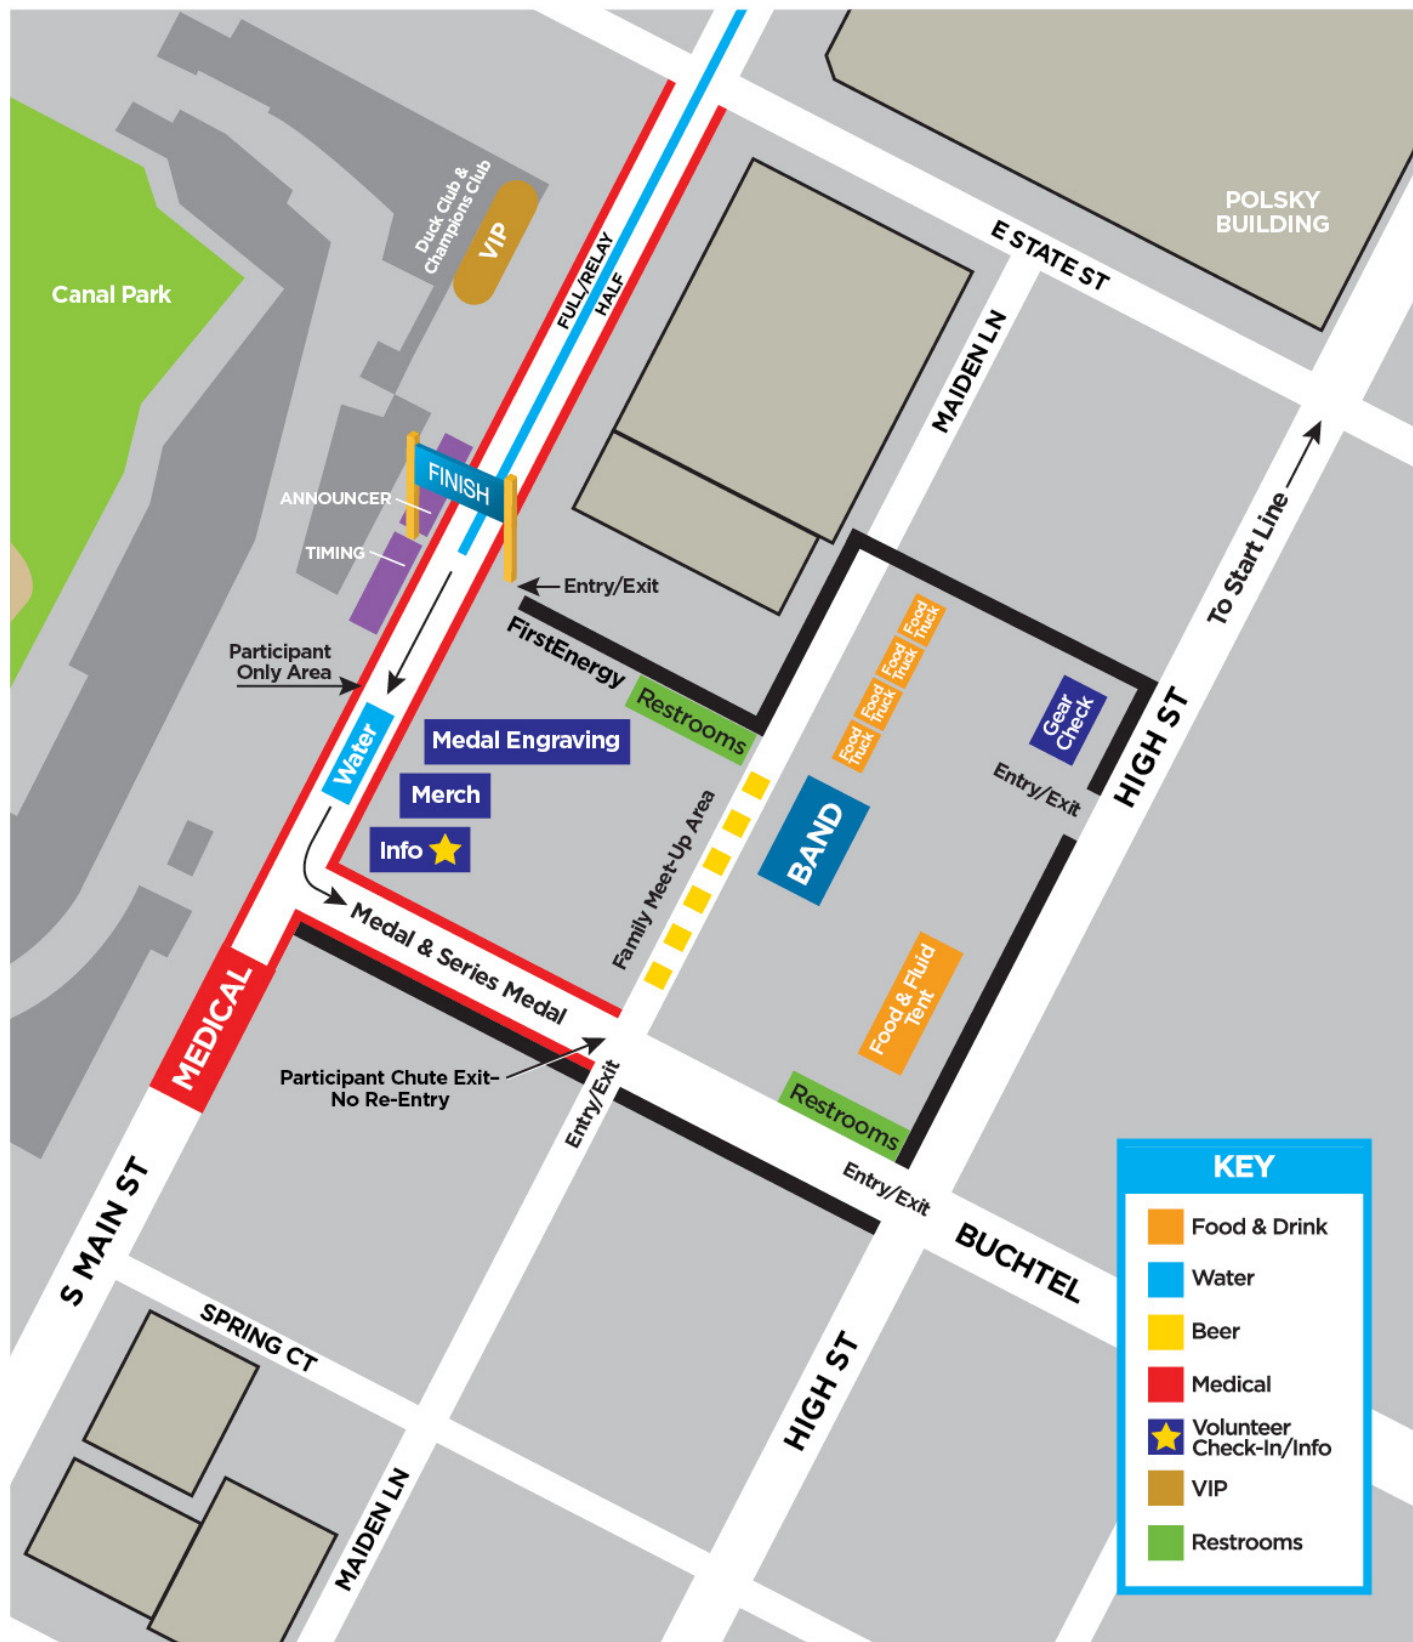 POLSKY
BUILDING
E STATE ST
Duck Club &
Champions Club
VIP
FULL/RELAY
HALF
Canal Park
MAIDEN LN
FINISH
ANNOUNCER
TIMING
To Start Line
Entry/Exit
FirstEnergy
Participant
Only Area
Restrooms
Food
Truck
Food
Truck
Food
Truck
Food
Truck
Gear
Check
Entry/Exit
HIGH ST
Water
Medal Engraving
Merch
Info
Family Meet-Up Area
BAND
Medal & Series Medal
Food & Fluid
Tent
MEDICAL
Participant Chute Exit–
No Re-Entry
Entry/Exit
Restrooms
Entry/Exit
BUCHTEL
S MAIN ST
SPRING CT
HIGH ST
MAIDEN LN
KEY
Food & Drink
Water
Beer
Medical
Volunteer
Check-In/Info
VIP
Restrooms